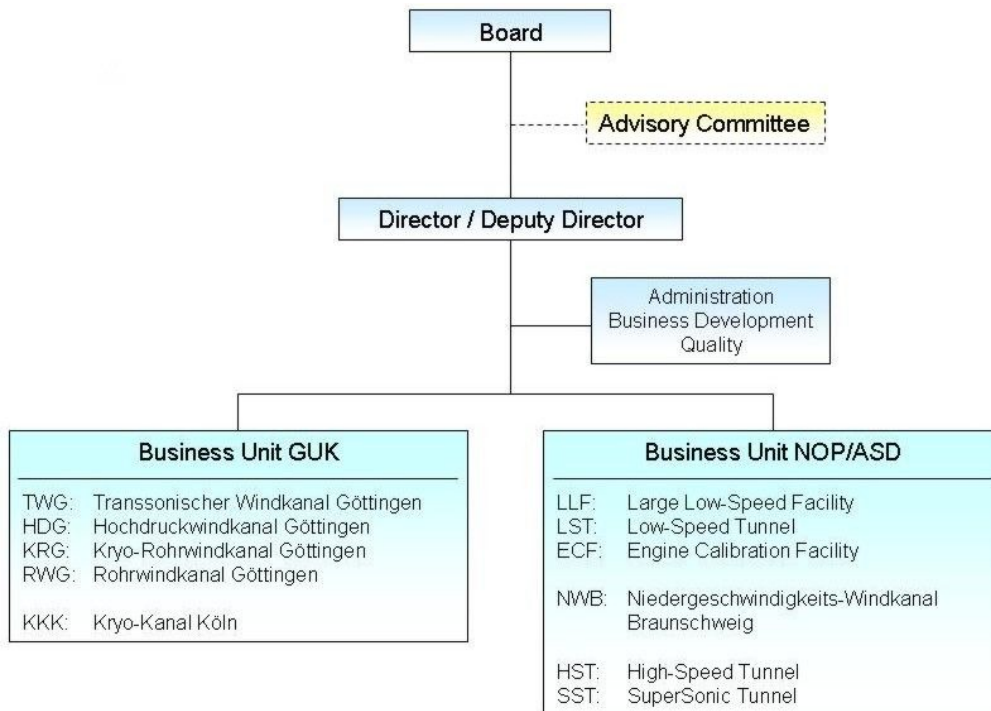 Board
Advisory Committee
Director / Deputy Director
Administration
Business Development
Quality
Business Unit GUK
TWG: Transsonischer Windkanal Göttingen
HDG: Hochdruckwindkanal Göttingen
KRG: Kryo-Rohrwindkanal Göttingen
RWG: Rohrwindkanal Göttingen
KKK: Kryo-Kanal Köln
Business Unit NOP/ASD
LLF: Large Low-Speed Facility
LST: Low-Speed Tunnel
ECF: Engine Calibration Facility
NWB: Niedergeschwindigkeits-Windkanal
Braunschweig
HST: High-Speed Tunnel
SST: SuperSonic Tunnel